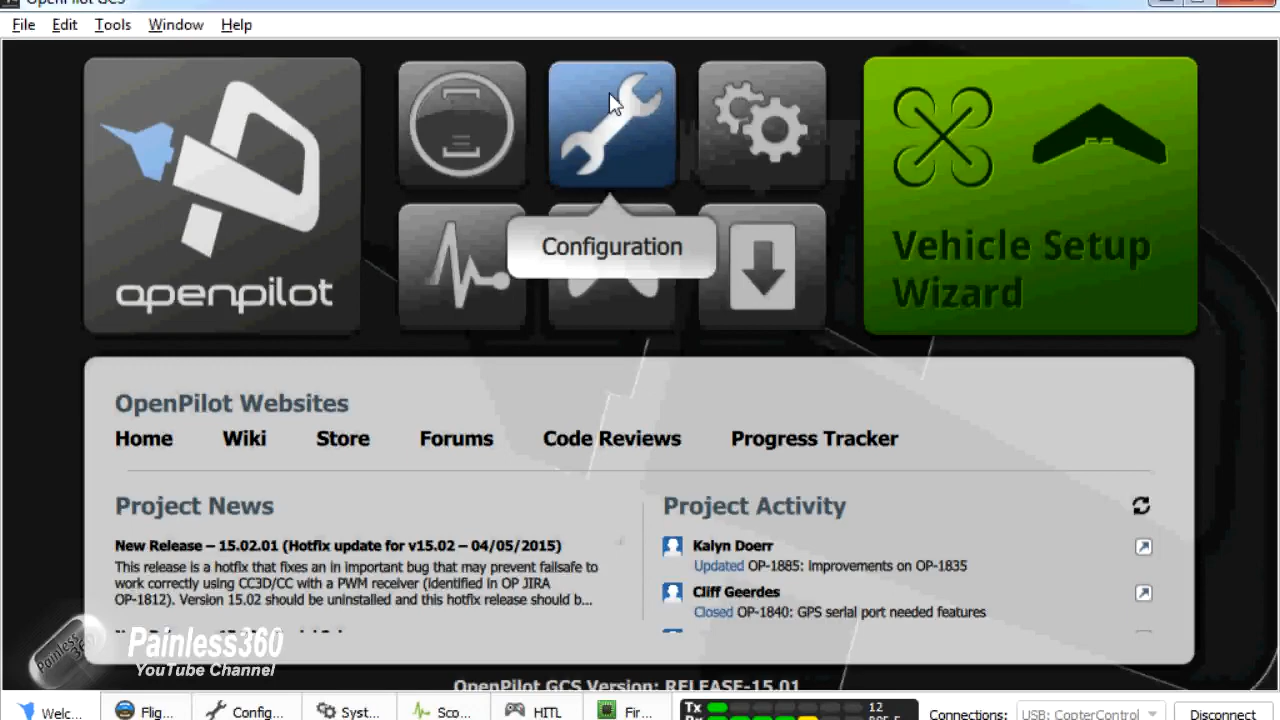 OpenPilot GCS
File Edit Tools Window Help
openpilot
Configuration
Vehicle Setup
Wizard
OpenPilot Websites
Home Wiki Store Forums Code Reviews Progress Tracker
Project News
New Release – 15.02.01 (Hotfix update for v15.02 – 04/05/2015)
This release is a hotfix that fixes an in important bug that may prevent failsafe to
work correctly using CC3D/CC with a PWM receiver (identified in OP JIRA
OP-1812). Version 15.02 should be uninstalled and this hotfix release should b...
Project Activity
Kalyn Doerr
Updated OP-1885: Improvements on OP-1835
Cliff Geerdes
Closed OP-1840: GPS serial port needed features
Painless360
Painless360
YouTube Channel
OpenPilot GCS Version: RELEASE-15.01
Welc... Flig... Config... Syst... Sco... HITL Fir...
Tx 12
Connections: USB: CopterControl Disconnect